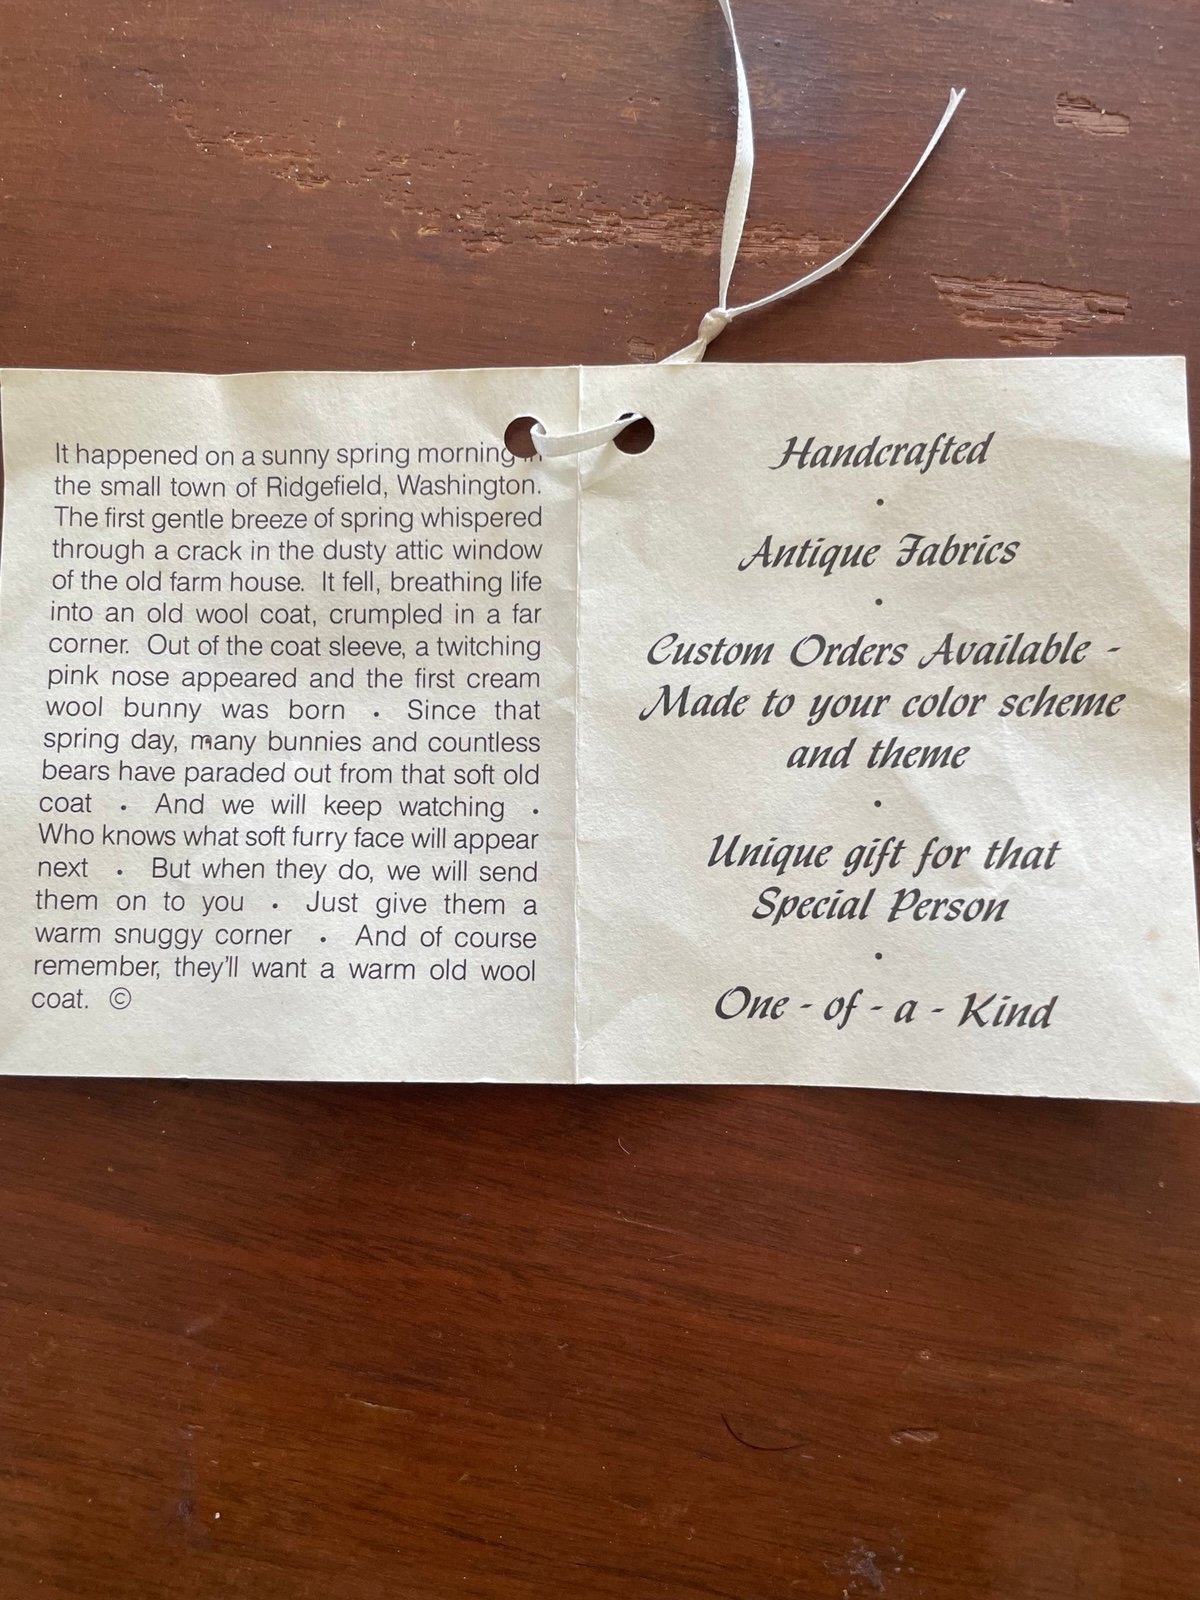 It happened on a sunny spring morning
the small town of Ridgefield, Washington.
The first gentle breeze of spring whispered
through a crack in the dusty attic window
of the old farm house. It fell, breathing life
into an old wool coat, crumpled in a far
corner. Out of the coat sleeve, a twitching
pink nose appeared and the first cream
wool bunny was born • Since that
spring day, many bunnies and countless
bears have paraded out from that soft old
coat • And we will keep watching •
Who knows what soft furry face will appear
next • But when they do, we will send
them on to you • Just give them a
warm snuggy corner • And of course
remember, they'll want a warm old wool
coat. ©
Handcrafted
•
Antique Fabrics
•
Custom Orders Available -
Made to your color scheme
and theme
•
Unique gift for that
Special Person
•
One - of - a - Kind